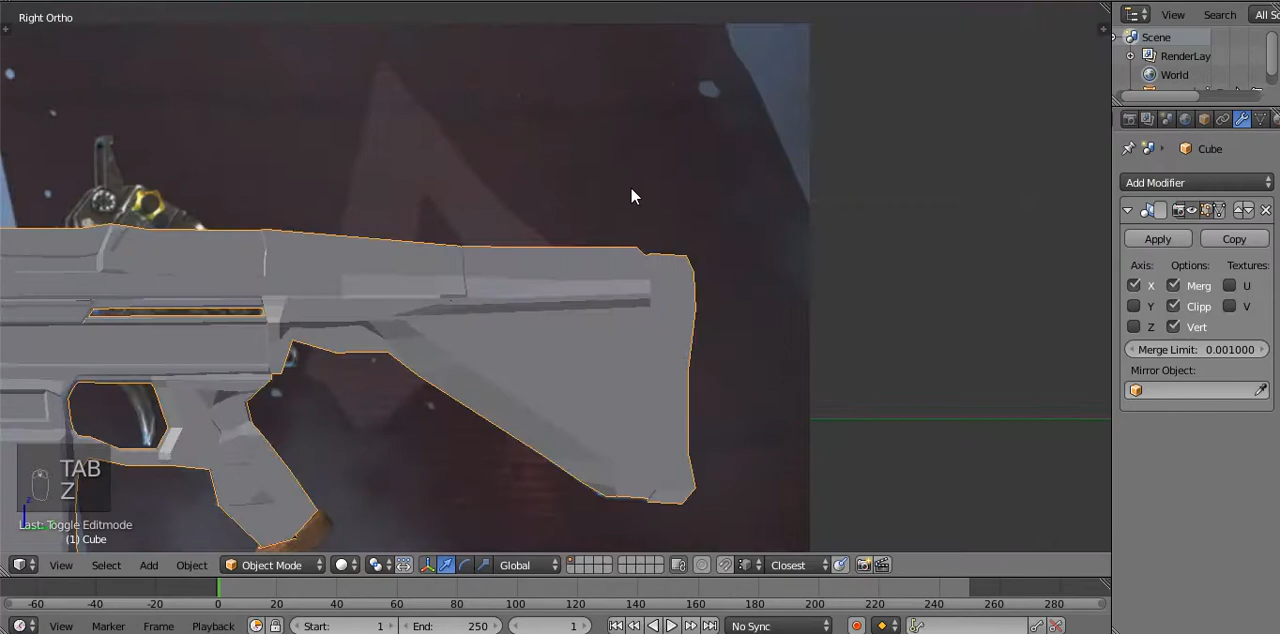 Right Ortho
View Search All Sc
Scene
RenderLay
World
Cube
Add Modifier
Apply Copy
Axis: Options: Textures:
X Merg U
Y Clipp V
Z Vert
Merge Limit: 0.001000
Mirror Object:
TAB
Z
Last: Toggle Editmode
(1) Cube
View Select Add Object Object Mode Global Closest
-60 -40 -20 0 20 40 60 80 100 120 140 160 180 200 220 240 260 280
View Marker Frame Playback Start: 1 End: 250 1 No Sync